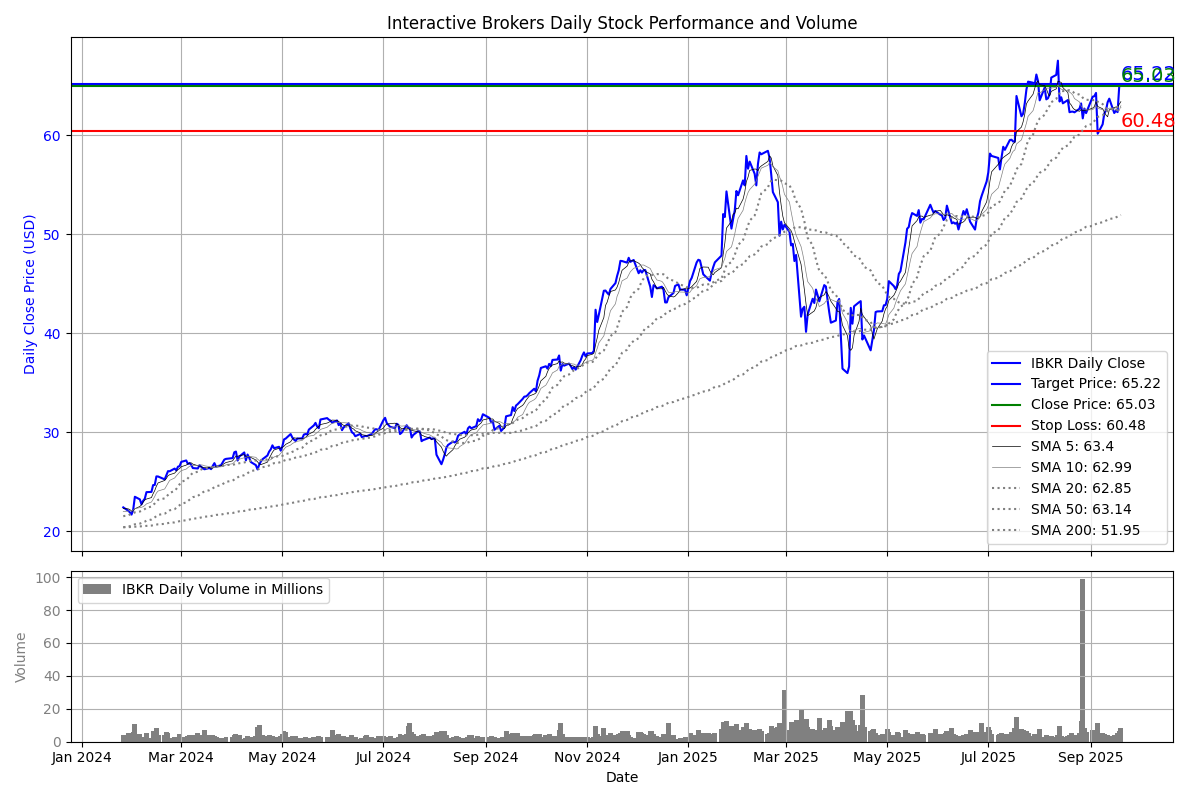 Interactive Brokers Daily Stock Performance and Volume
Daily Close Price (USD)
60
50
40
30
20
65.22
65.03
60.48
IBKR Daily Close
Target Price: 65.22
Close Price: 65.03
Stop Loss: 60.48
SMA 5: 63.4
SMA 10: 62.99
SMA 20: 62.85
SMA 50: 63.14
SMA 200: 51.95
Volume
100
80
60
40
20
0
IBKR Daily Volume in Millions
Jan 2024
Mar 2024
May 2024
Jul 2024
Sep 2024
Nov 2024
Jan 2025
Mar 2025
May 2025
Jul 2025
Sep 2025
Date